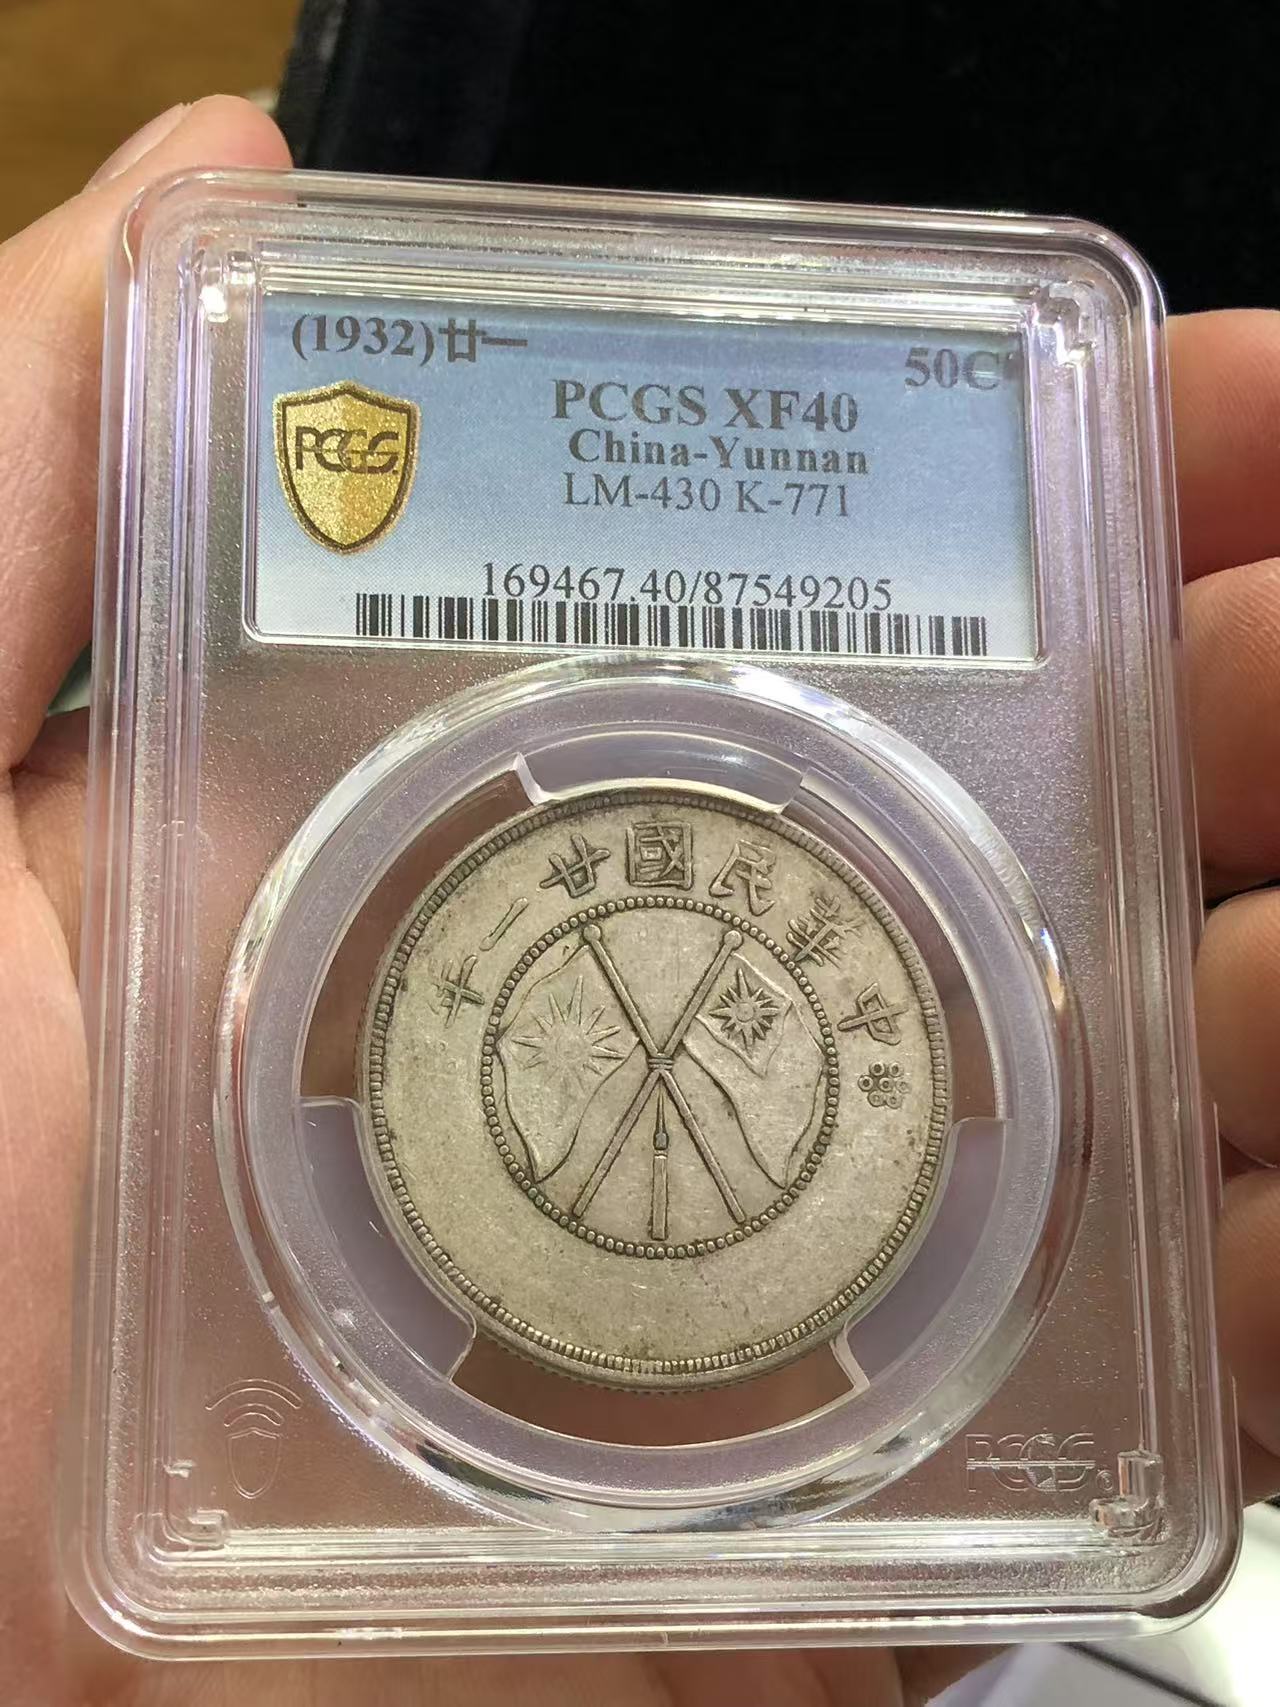 (1932)廿一
50C
PCGS XF40
China-Yunnan
LM-430 K-771
PCGS
169467.40/87549205
年一廿國民華中
PCGS